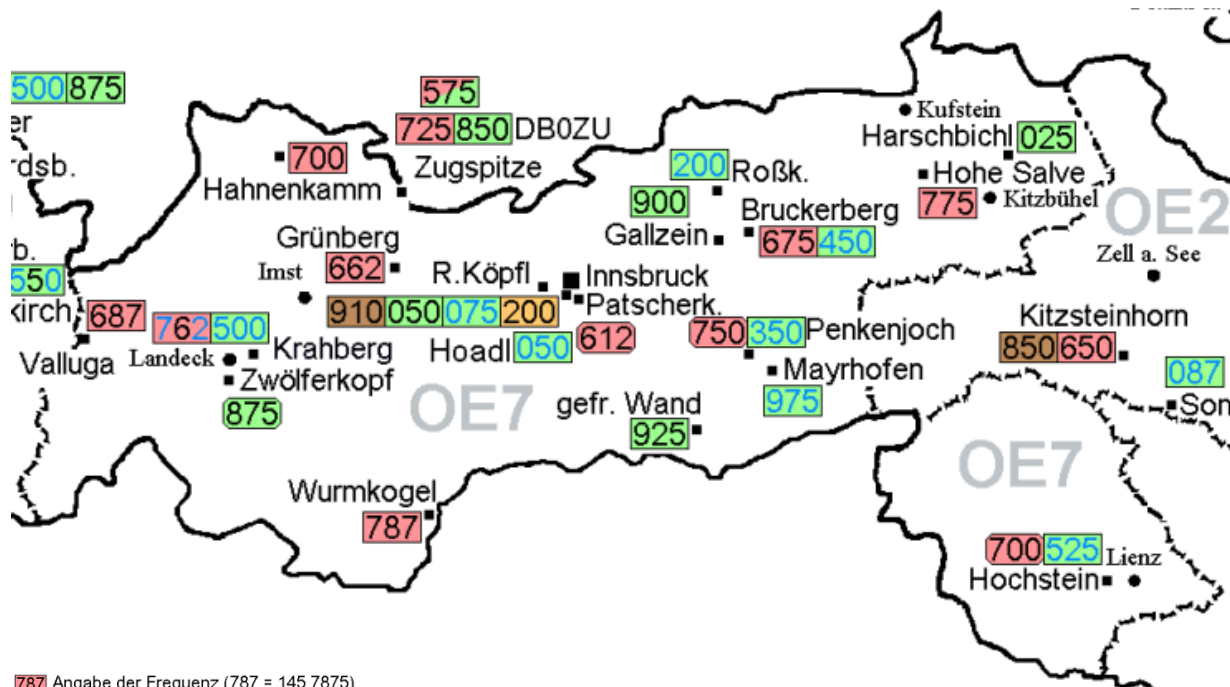 500 875
er
rdsb.
575
725 850 DB0ZU
Zugspitze
700
Hahnenkamm
Kufstein
Harschbichl 025
Hohe Salve
775
Kitzbühel
200 Roßk.
900
Gallzein
Bruckerberg
675 450
OE2
Zell a. See
Grünberg
662
Imst
R.Köpfl
Innsbruck
Patscherk.
910 050 075 200
612
Hoadl 050
rb.
550
kirch
687
Valluga
762 500
Landeck
Krahberg
Zwölferkopf
875
OE7
750 350 Penkenjoch
Mayrhofen
975
gefr. Wand
925
Kitzsteinhorn
850 650
087
Son
OE7
Wurmkogel
787
700 525 Lienz
Hochstein
787 Angabe der Frequenz (787 = 145,7875)